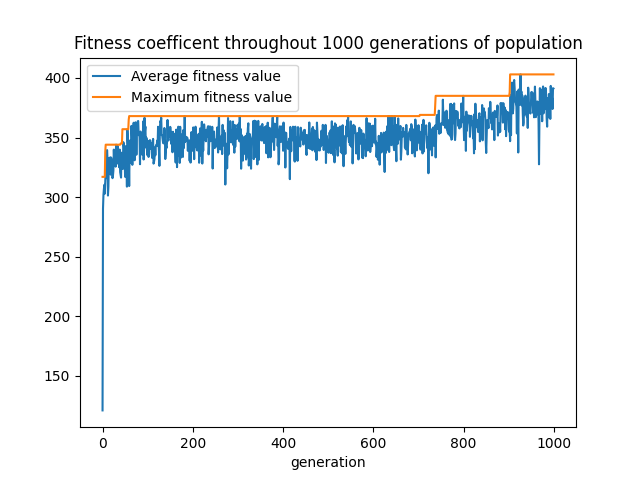 Fitness coefficent throughout 1000 generations of population
Average fitness value
Maximum fitness value
400
350
300
250
200
150
0 200 400 600 800 1000
generation